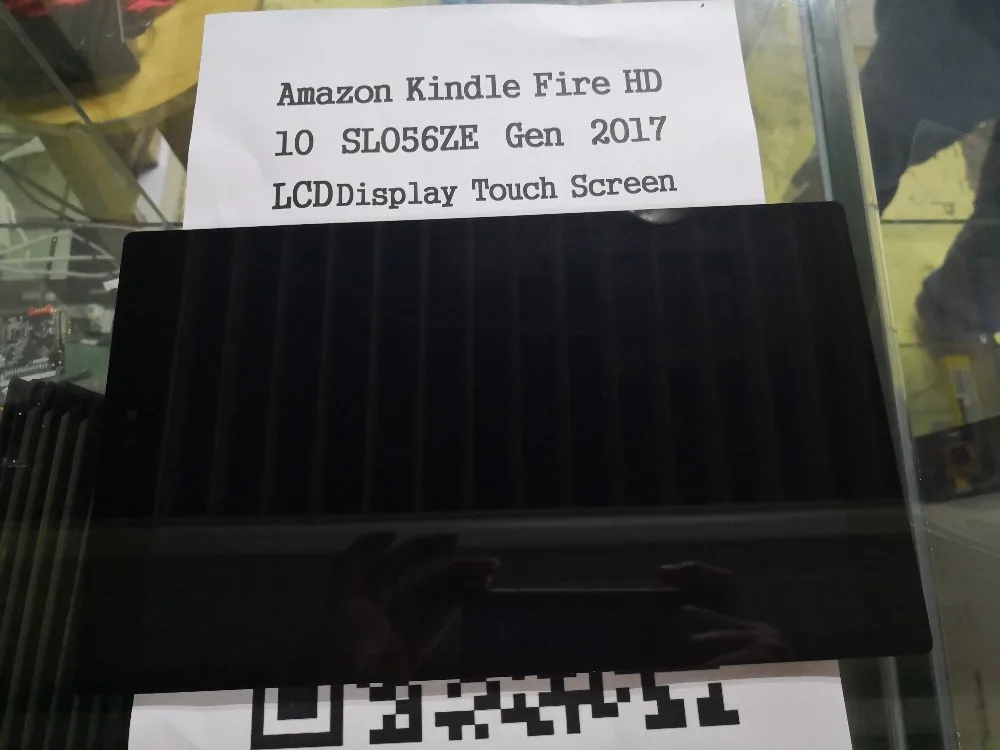 Amazon Kindle Fire HD
10 SL056ZE Gen 2017
LCDDisplay Touch Screen